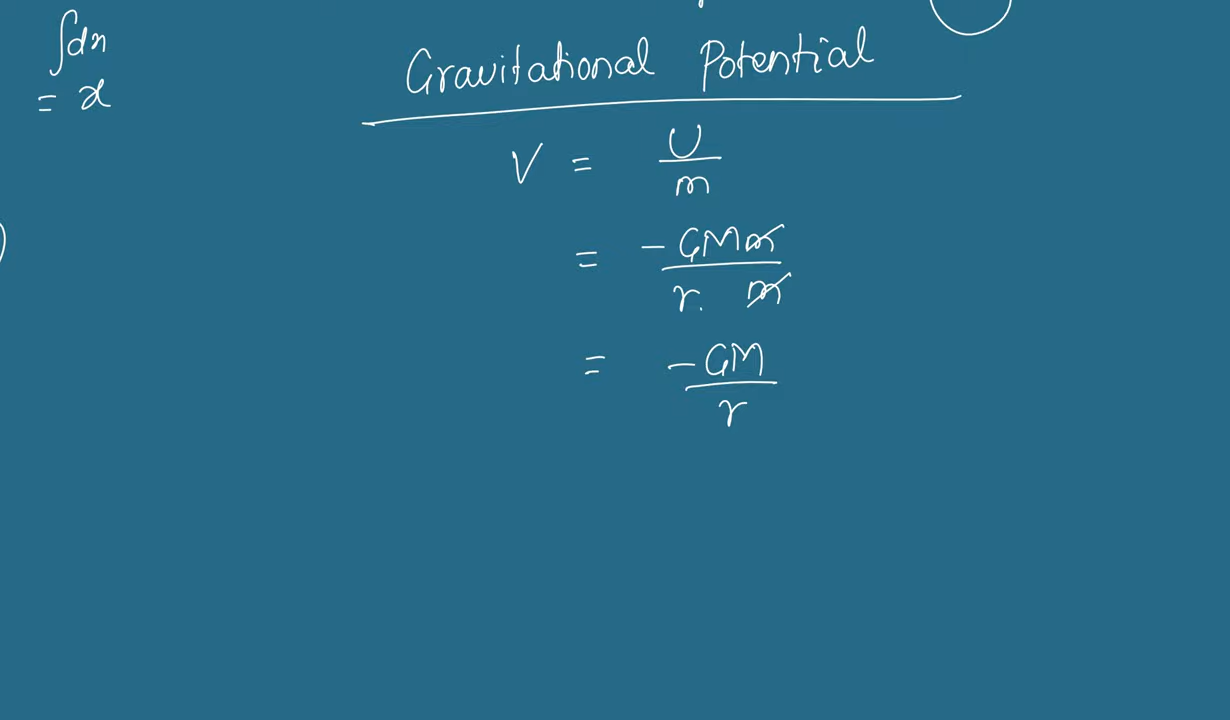 ∫dx
= x
Gravitational Potential
V = U/m
= -GMm/r. m
= -GM/r